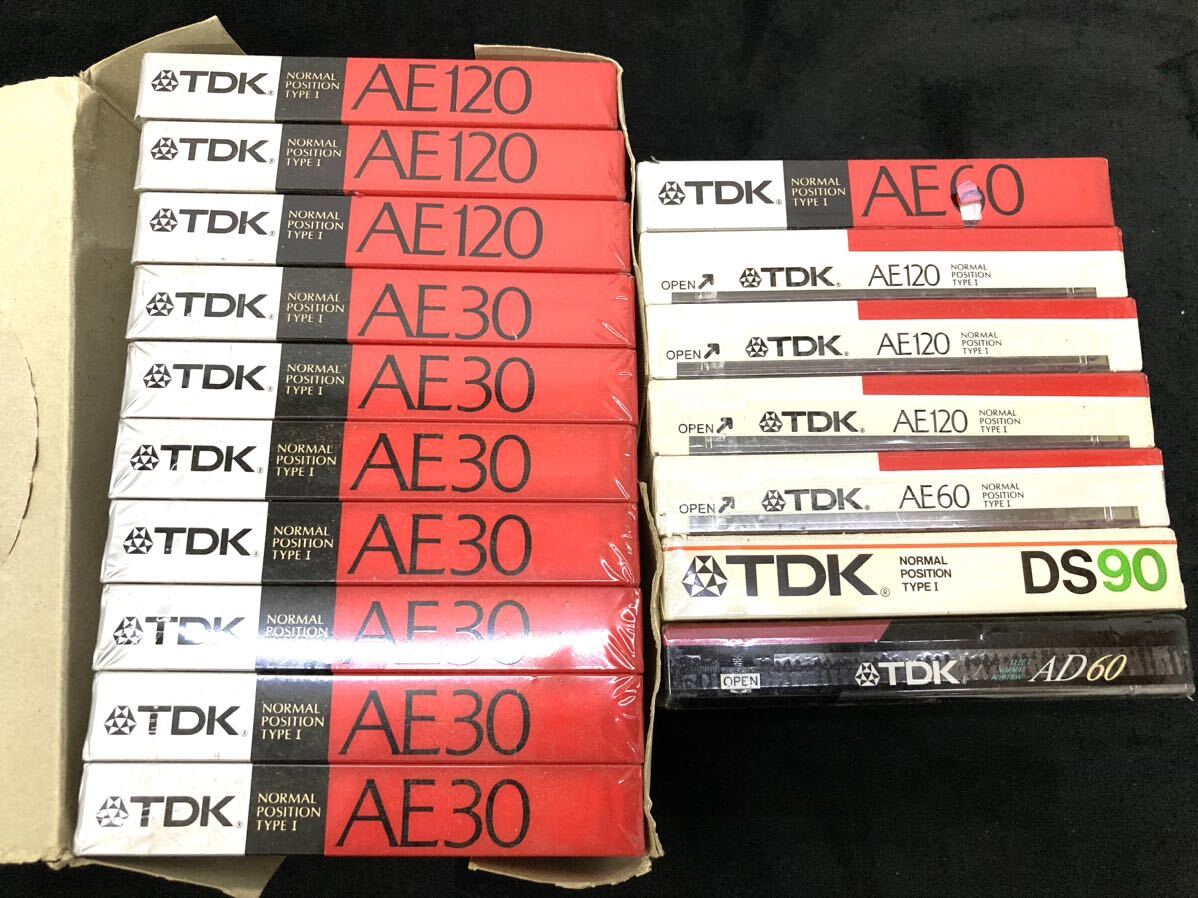 TDK® NORMAL POSITION TYPE I AE120
TDK® NORMAL POSITION TYPE I AE120
TDK® NORMAL POSITION TYPE I AE120
TDK® NORMAL POSITION TYPE I AE30
TDK® NORMAL POSITION TYPE I AE30
TDK® NORMAL POSITION TYPE I AE30
TDK® NORMAL POSITION TYPE I AE30
TDK NORMAL POSITION AE30
TDK® NORMAL POSITION TYPE I AE30
TDK® NORMAL POSITION TYPE I AE30
TDK® NORMAL POSITION TYPE I AE60
OPEN TDK® AE120 NORMAL POSITION TYPE I
OPEN TDK® AE120 NORMAL POSITION TYPE I
OPEN TDK® AE120 NORMAL POSITION TYPE I
OPEN TDK® AE60 NORMAL POSITION TYPE I
TDK® NORMAL POSITION TYPE I DS90
OPEN TDK® TYPE I NORMAL POSITION AD60